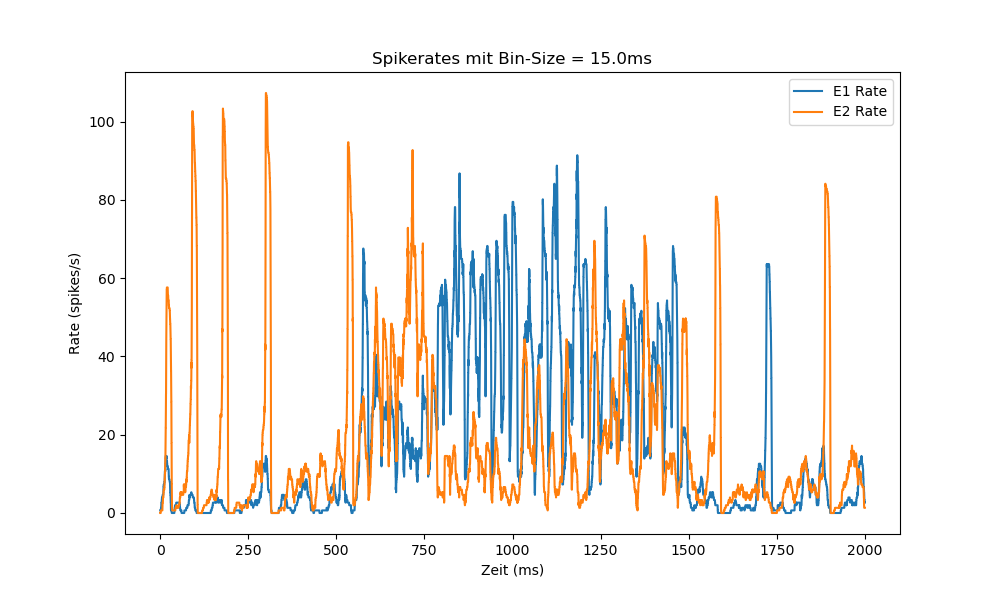 Spikerates mit Bin-Size = 15.0ms
E1 Rate
E2 Rate
100
80
60
40
20
0
Rate (spikes/s)
0 250 500 750 1000 1250 1500 1750 2000
Zeit (ms)